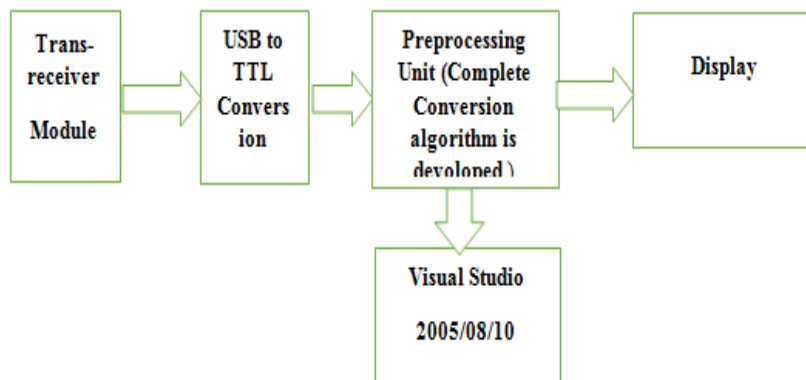 Trans-
receiver
Module
USB to
TTL
Convers
ion
Preprocessing
Unit (Complete
Conversion
algorithm is
devoloped )
Display
Visual Studio
2005/08/10